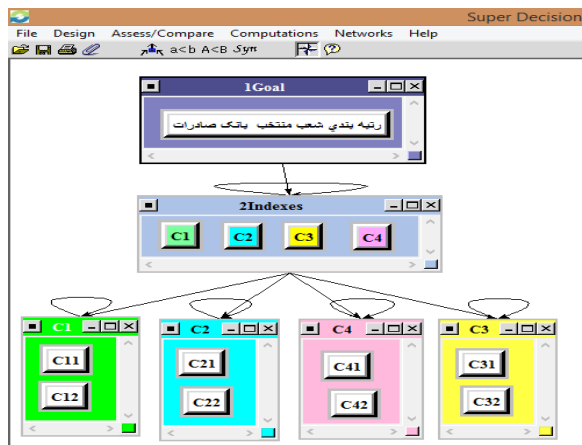 Super Decision
File Design Assess/Compare Computations Networks Help
a<b A<B Syn
1Goal
رتبه بندي شعب منتخب بانک صادرات
2Indexes
C1 C2 C3 C4
C1 C2 C4 C3
C11 C21 C41 C31
C12 C22 C42 C32